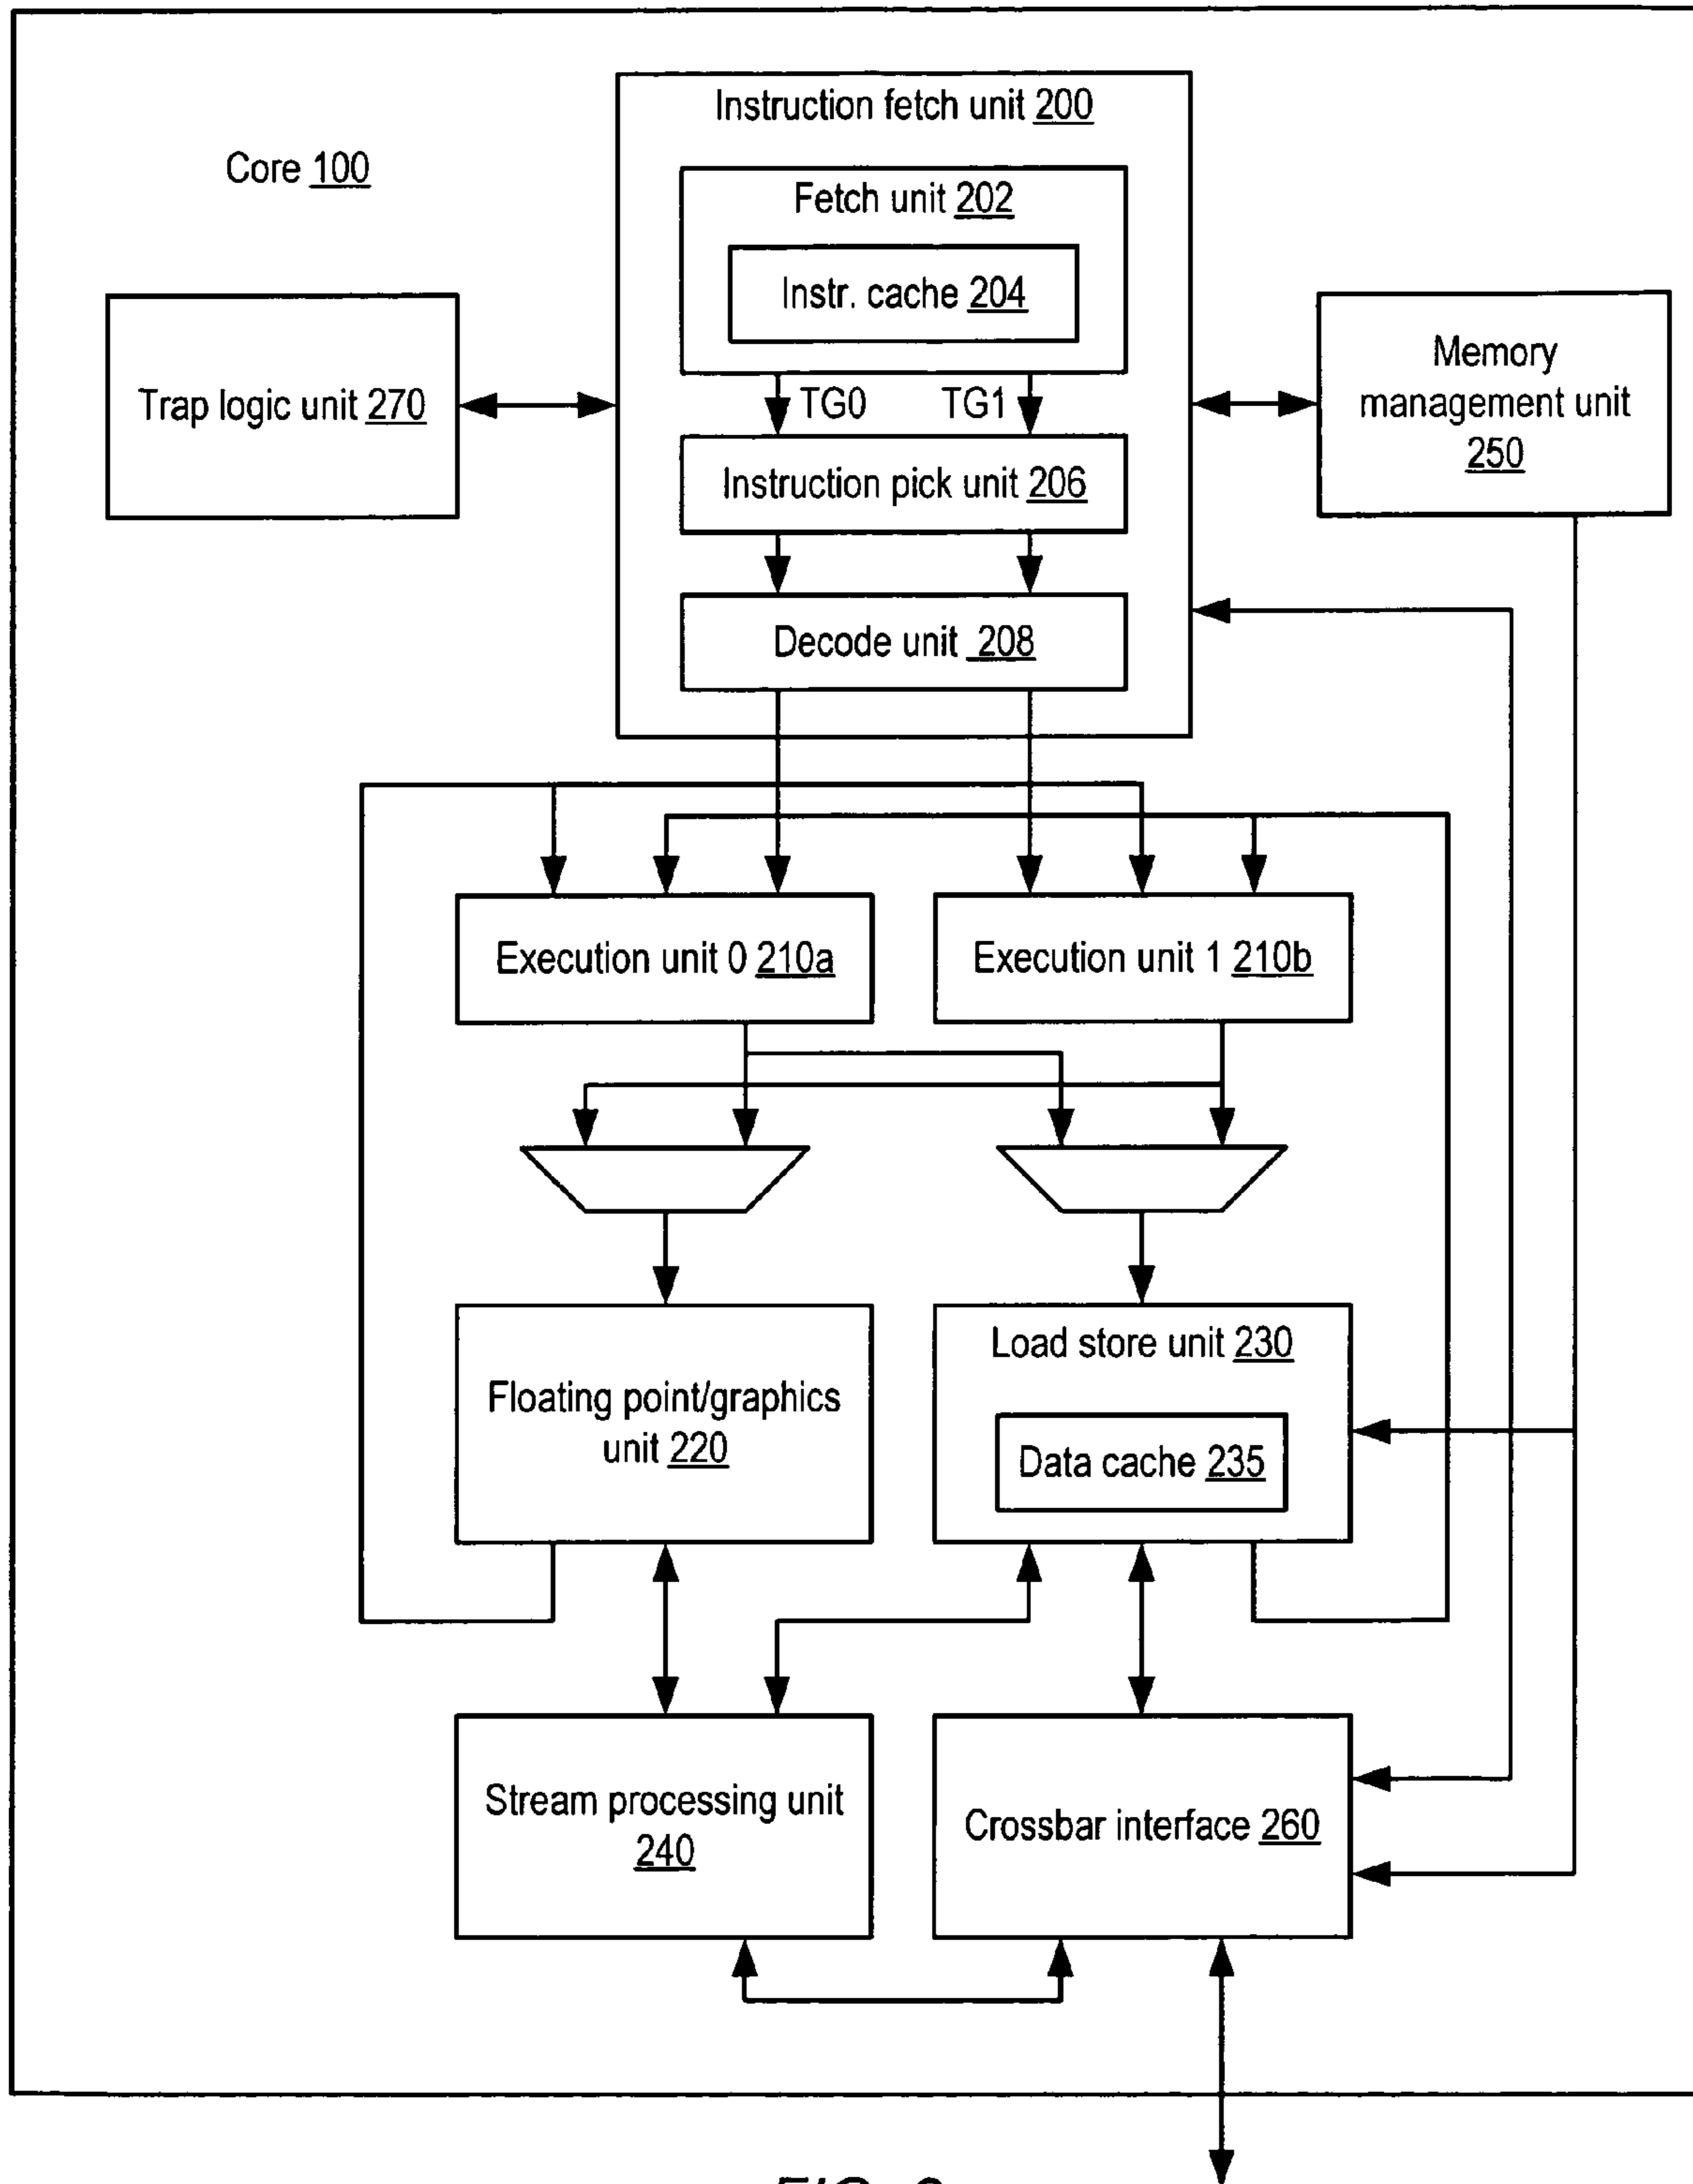 Instruction fetch unit 200
Core 100
Fetch unit 202
Instr. cache 204
Trap logic unit 270
Memory
management unit
250
TG0
TG1
Instruction pick unit 206
Decode unit 208
Execution unit 0 210a
Execution unit 1 210b
Floating point/graphics
unit 220
Load store unit 230
Data cache 235
Stream processing unit
240
Crossbar interface 260